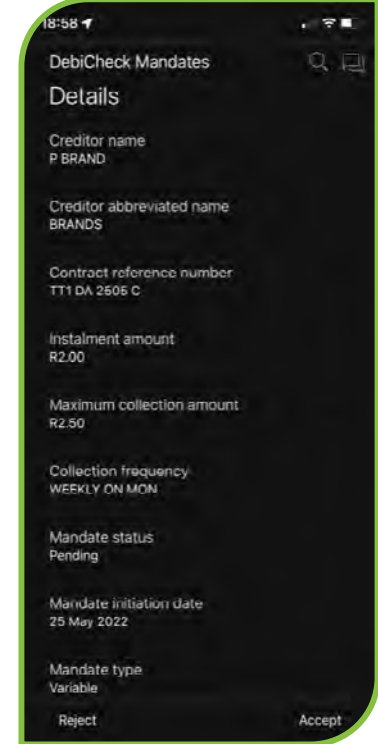 18:58
DebiCheck Mandates
Details
Creditor name
P BRAND
Creditor abbreviated name
BRANDS
Contract reference number
TT1 DA 2505 C
Instalment amount
R2.00
Maximum collection amount
R2.50
Collection frequency
WEEKLY ON MON
Mandate status
Pending
Mandate initiation date
25 May 2022
Mandate type
Variable
Reject Accept